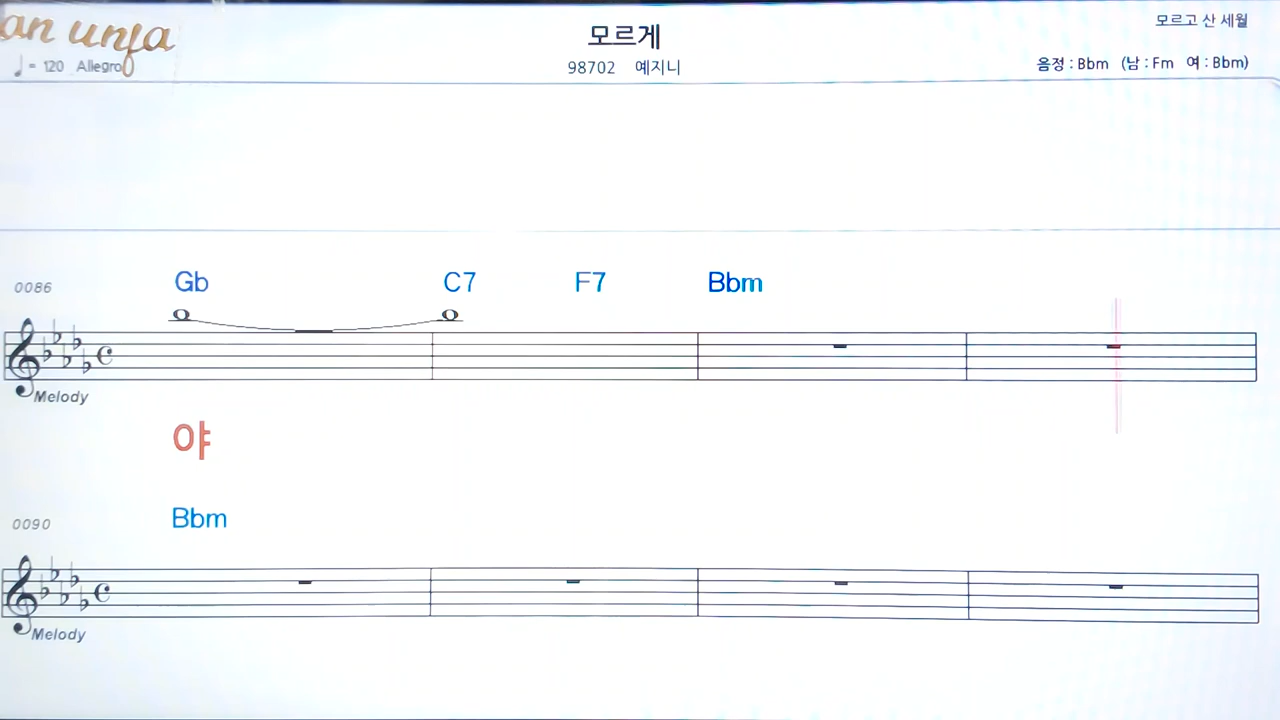 an unja
모르게
모르고 산 세월
♩ = 120 Allegro
98702 예지니
음정 : Bbm (남 : Fm 여 : Bbm)
0086
Gb C7 F7 Bbm
Melody
야
0090
Bbm
Melody